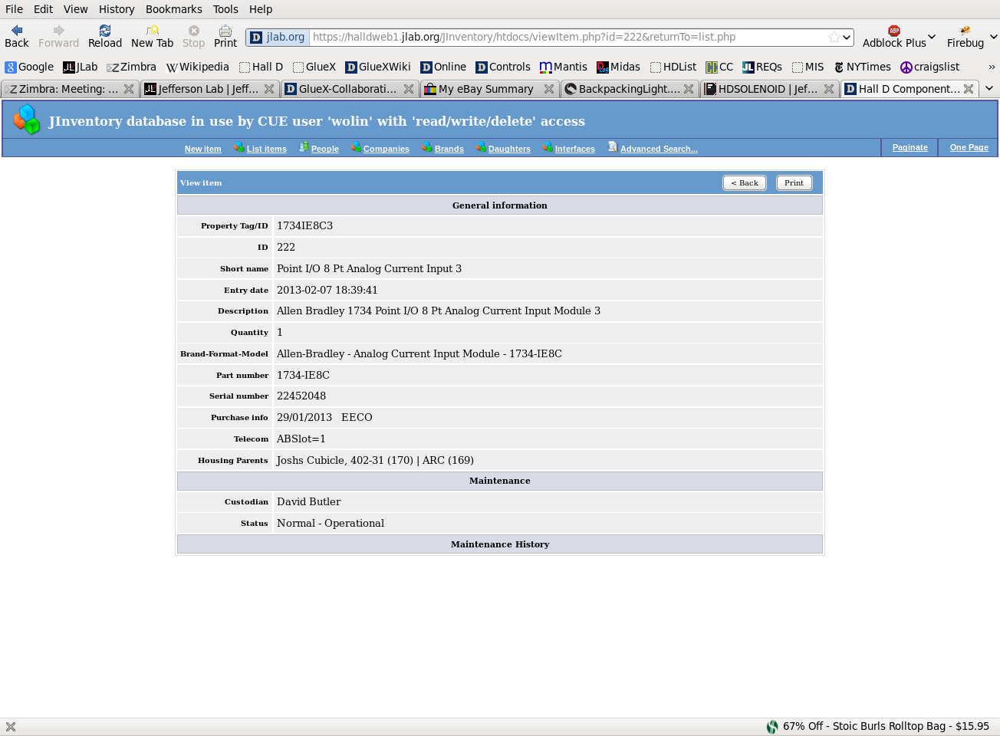 File Edit View History Bookmarks Tools Help
Back Forward Reload New Tab Stop Print jlab.org https://halldweb1.jlab.org/JInventory/htdocs/viewItem.php?id=222&returnTo=list.php ABP Adblock Plus Firebug
Google JLab Zimbra Wikipedia Hall D GlueX GlueXWiki Online Controls Mantis Midas HDList CC REQs MIS NYTimes craigslist »
Zimbra: Meeting: ... Jefferson Lab | Jeff... GlueX-Collaborati... My eBay Summary BackpackingLight.... HDSOLENOID | Jef... Hall D Component...
JInventory database in use by CUE user 'wolin' with 'read/write/delete' access
New item List items People Companies Brands Daughters Interfaces Advanced Search... Paginate One Page
View item < Back Print
General information
Property Tag/ID 1734IE8C3
ID 222
Short name Point I/O 8 Pt Analog Current Input 3
Entry date 2013-02-07 18:39:41
Description Allen Bradley 1734 Point I/O 8 Pt Analog Current Input Module 3
Quantity 1
Brand-Format-Model Allen-Bradley - Analog Current Input Module - 1734-IE8C
Part number 1734-IE8C
Serial number 22452048
Purchase info 29/01/2013 EECO
Telecom ABSlot=1
Housing Parents Joshs Cubicle, 402-31 (170) | ARC (169)
Maintenance
Custodian David Butler
Status Normal - Operational
Maintenance History
67% Off - Stoic Burls Rolltop Bag - $15.95